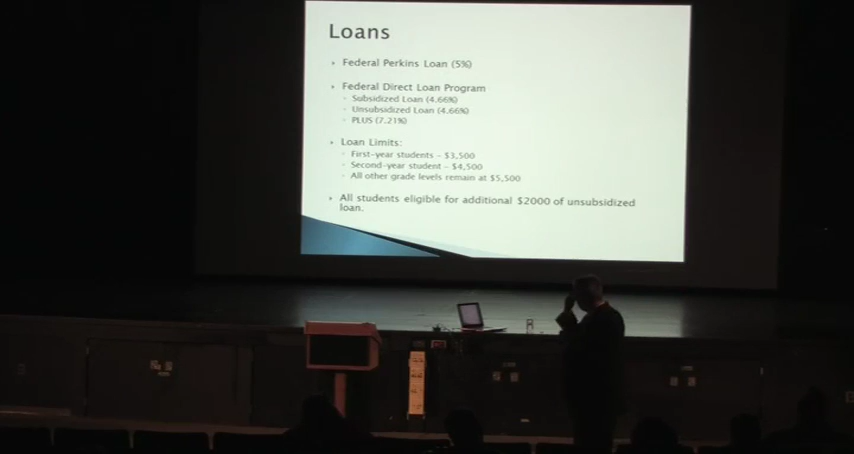 Loans
Federal Perkins Loan (5%)
Federal Direct Loan Program
Subsidized Loan (4.66%)
Unsubsidized Loan (4.66%)
PLUS (7.21%)
Loan Limits:
First-year students - $3,500
Second-year student - $4,500
All other grade levels remain at $5,500
All students eligible for additional $2000 of unsubsidized
loan.